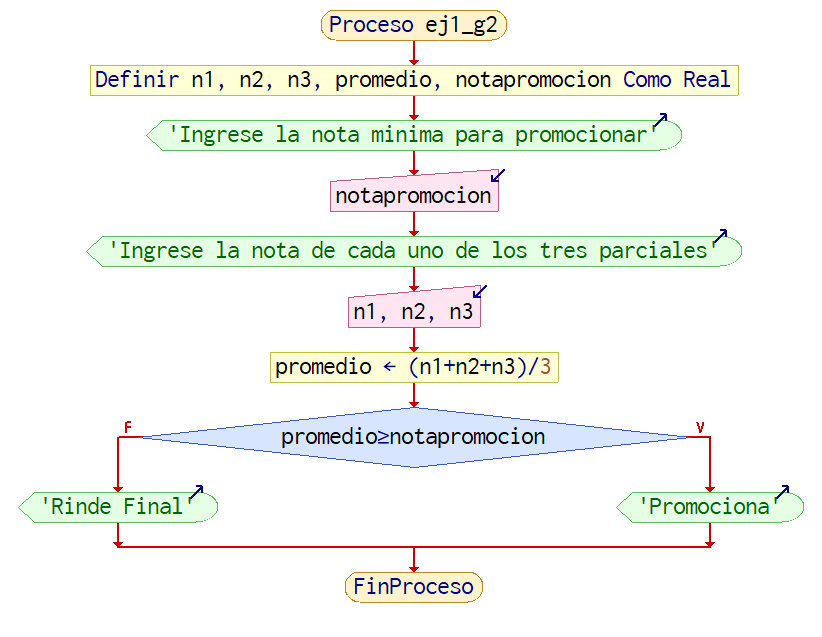 Proceso ej1_g2
Definir n1, n2, n3, promedio, notapromocion Como Real
'Ingrese la nota minima para promocionar'
notapromocion
'Ingrese la nota de cada uno de los tres parciales'
n1, n2, n3
promedio ← (n1+n2+n3)/3
promedio≥notapromocion
F
V
'Rinde Final'
'Promociona'
FinProceso